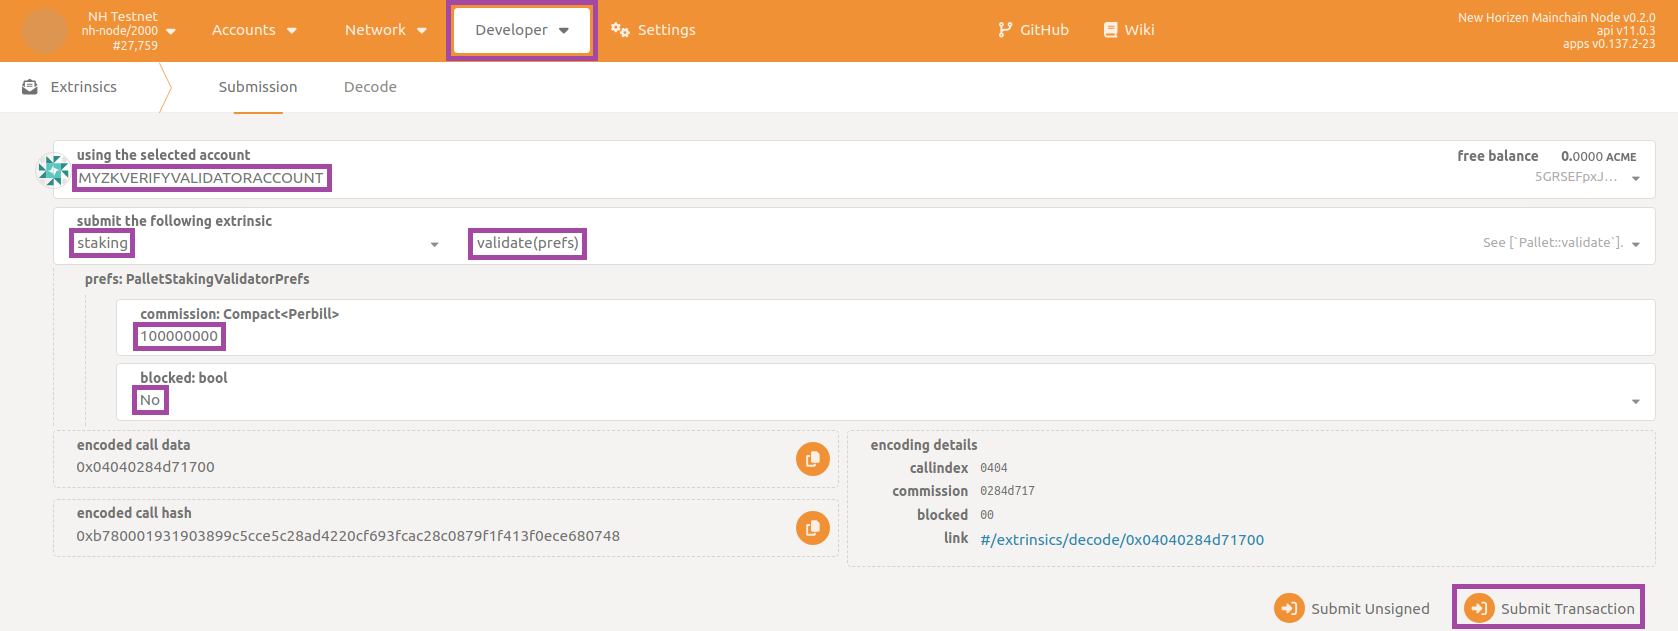 NH Testnet
nh-node/2000
#27,759
Accounts
Network
Developer
Settings
GitHub
Wiki
New Horizen Mainchain Node v0.2.0
api v11.0.3
apps v0.137.2-23
Extrinsics
Submission
Decode
using the selected account
MYZKVERIFYVALIDATORACCOUNT
free balance 0.0000 ACME
5GRSEFpxJ...
submit the following extrinsic
staking
validate(prefs)
See [`Pallet::validate`].
prefs: PalletStakingValidatorPrefs
commission: Compact<Perbill>
100000000
blocked: bool
No
encoded call data
0x04040284d71700
encoded call hash
0xb780001931903899c5cce5c28ad4220cf693fcac28c0879f1f413f0ece680748
encoding details
callindex 0404
commission 0284d717
blocked 00
link #/extrinsics/decode/0x04040284d71700
Submit Unsigned
Submit Transaction